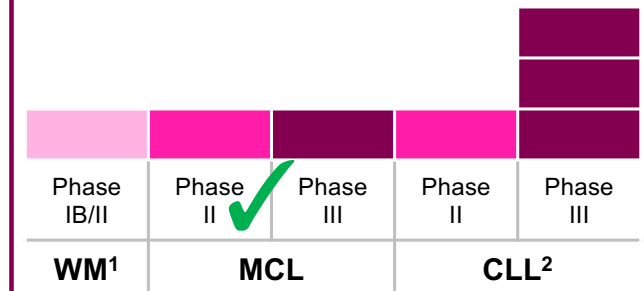 Phase Phase Phase Phase Phase
IB/II II III II III
WM¹ MCL CLL²